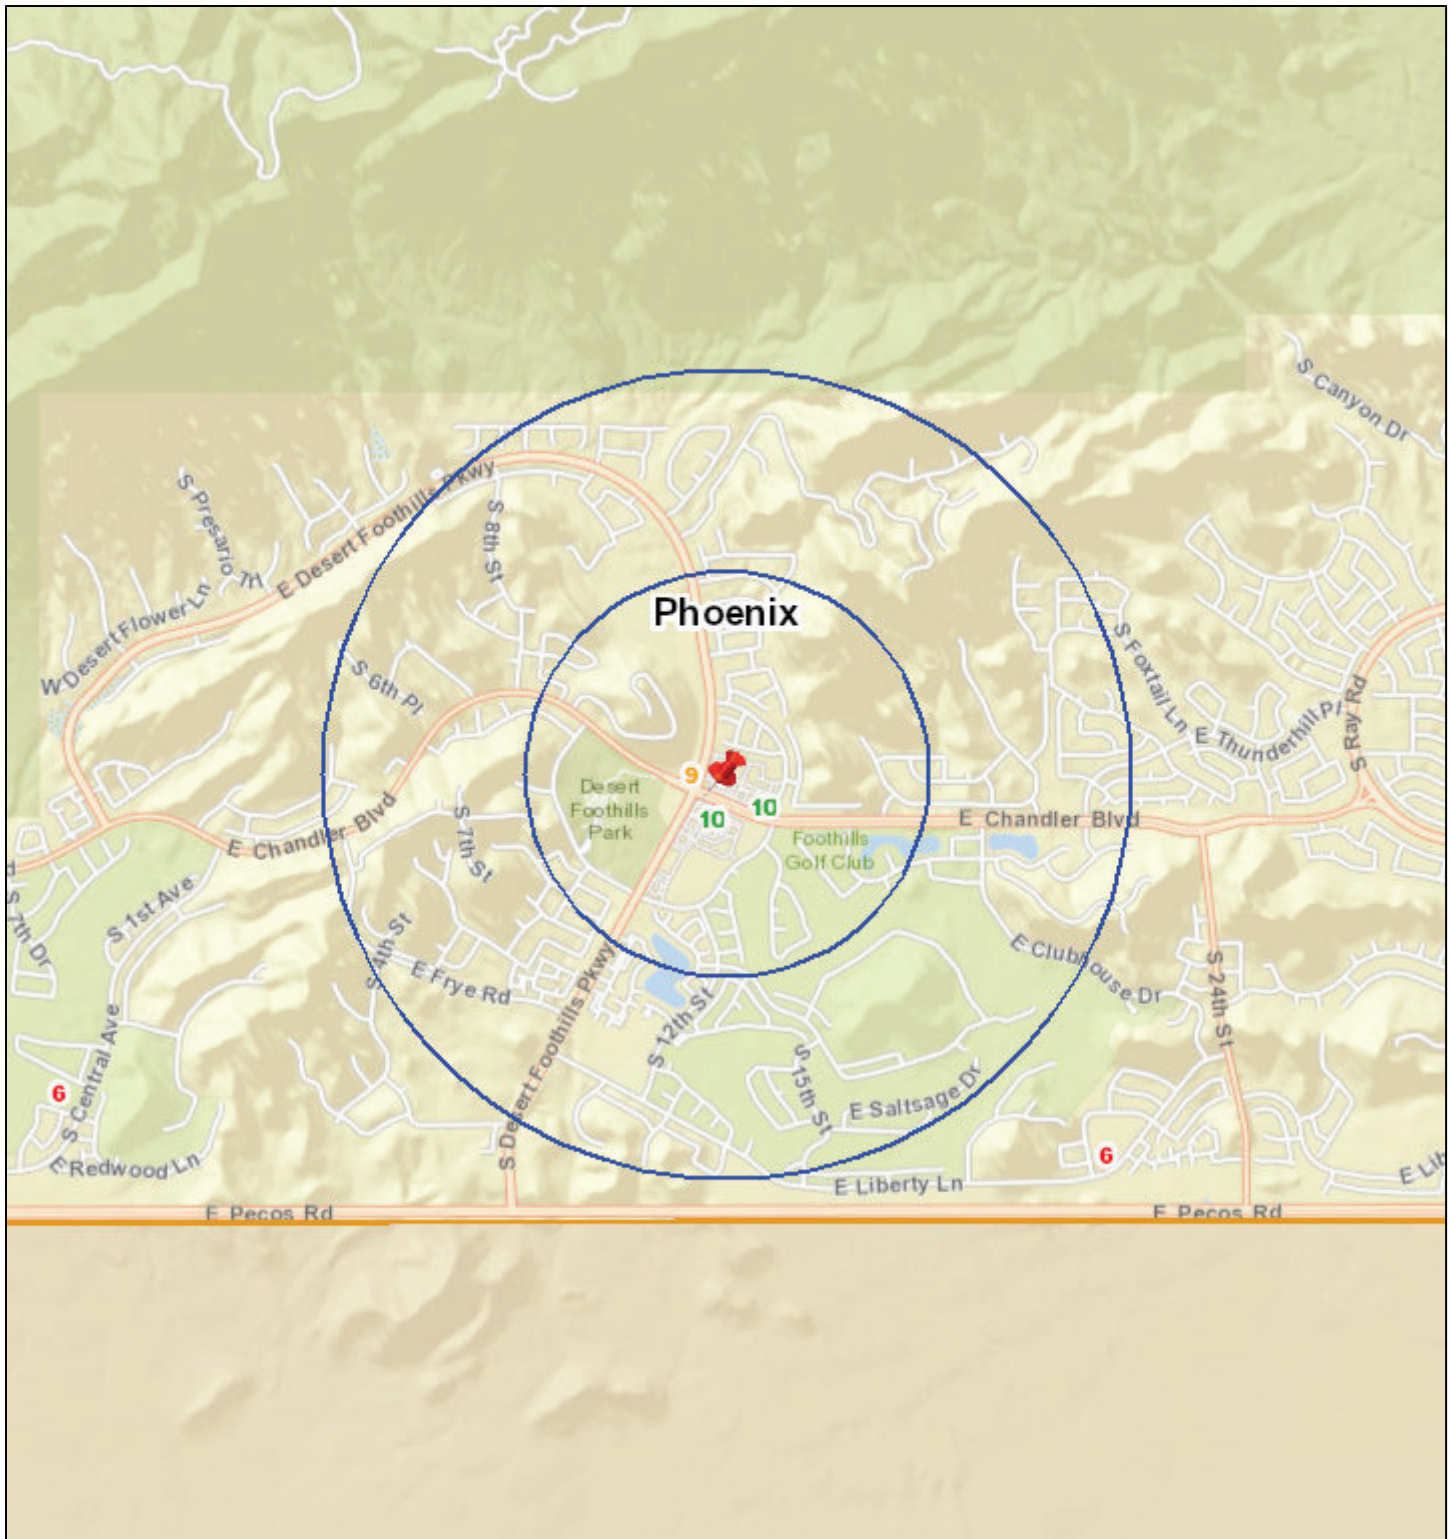 S Canyon Dr
S Presario Trl
E Desert Foothills Pkwy
S 8th St
W Desert Flower Ln
Phoenix
S 6th Pl
S Foxtail Ln
E Thunderhill Pl
S Ray Rd
9
Desert
Foothills
Park
10
10
E Chandler Blvd
E Chandler Blvd
S 7th St
Foothills
Golf Club
d
S 7th Dr
S 1st Ave
S 4th St
E Frye Rd
S Desert Foothills Pkwy
S 12th St
E Clubhouse Dr
S 24th St
S Central Ave
6
S 15th St
E Saltsage Dr
E Redwood Ln
6
E Liberty Ln
E Lib
E Pecos Rd
E Pecos Rd